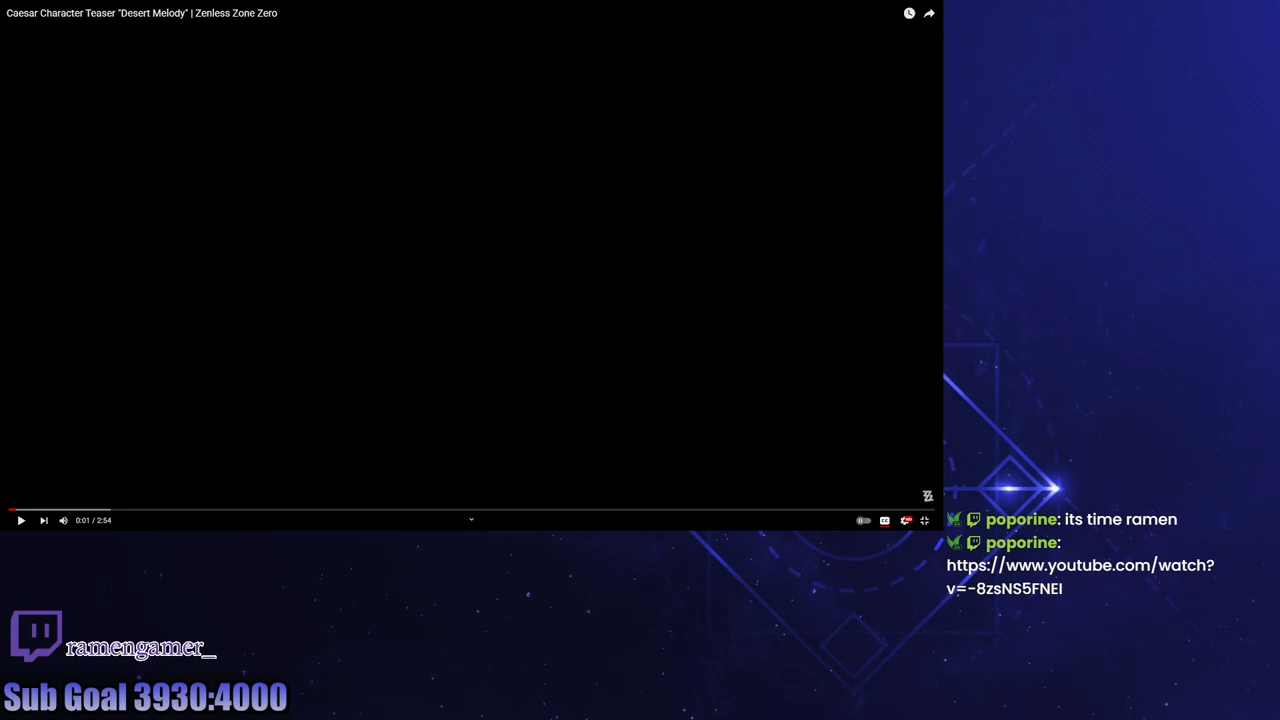 Caesar Character Teaser "Desert Melody" | Zenless Zone Zero
0:01 / 2:54
CC
poporine: its time ramen
poporine:
https://www.youtube.com/watch?
v=-8zsNS5FNEI
ramengamer_
Sub Goal 3930:4000